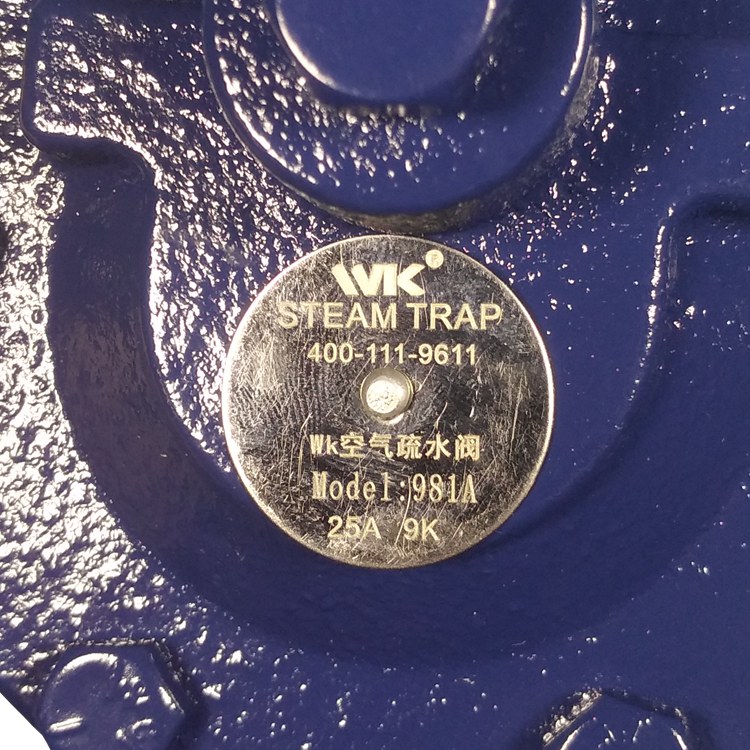 WK®
STEAM TRAP
400-111-9611
Wk空气疏水阀
Model:981A
25A 9K